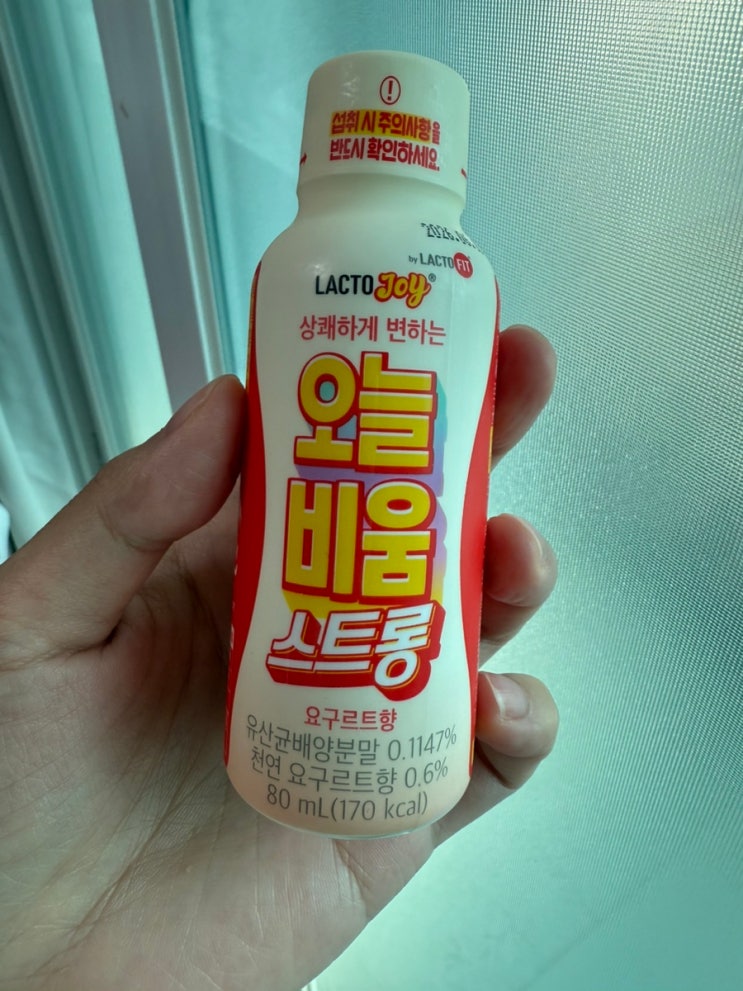 !
섭취 시 주의사항을
반드시 확인하세요.
by LACTO FIT
LACTO Joy®
상쾌하게 변하는
오늘
비움
스트롱
요구르트향
유산균배양분말 0.1147%
천연 요구르트향 0.6%
80 mL(170 kcal)